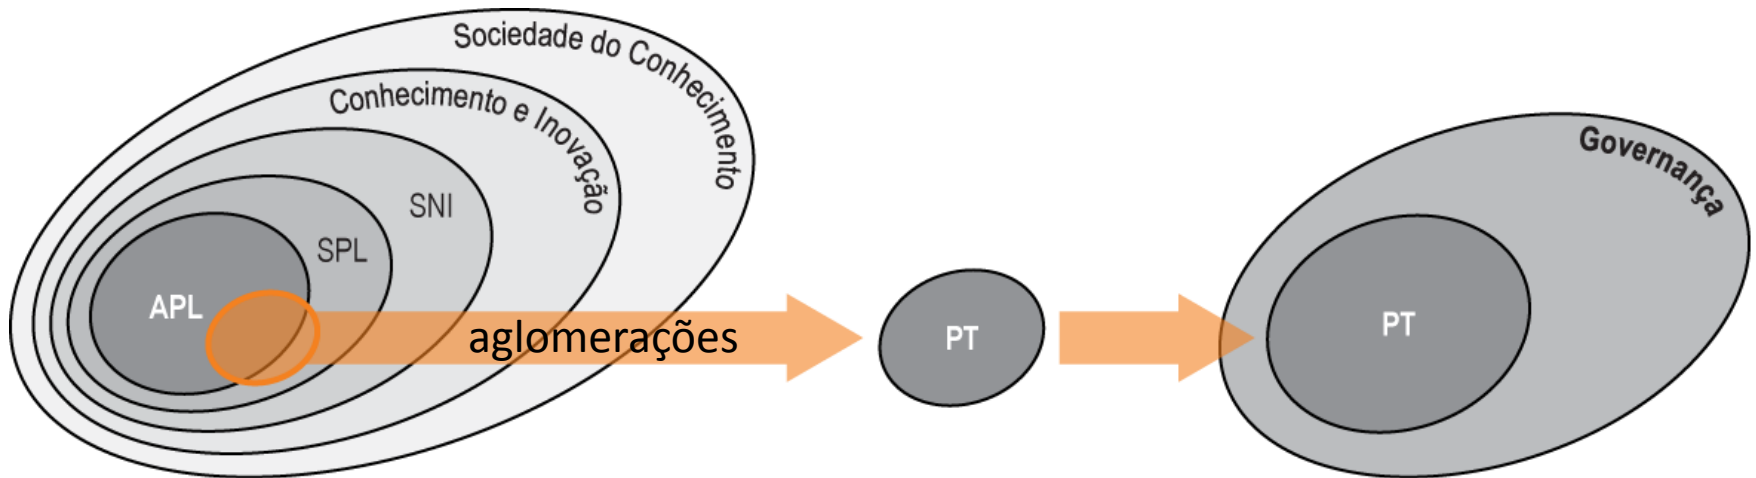 Sociedade do Conhecimento
Conhecimento e Inovação
SNI
SPL
APL
aglomerações
PT
Governança
PT